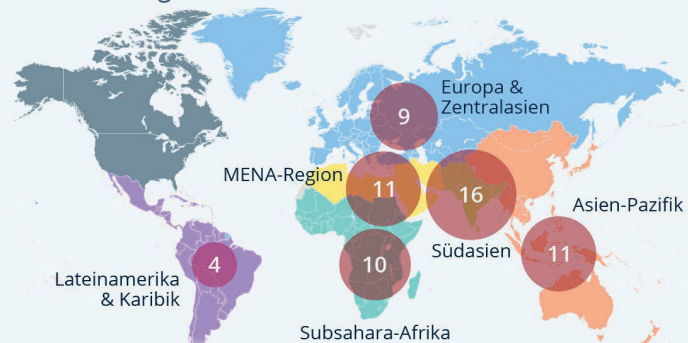 Europa &
Zentralasien
9
MENA-Region
11
16
Asien-Pazifik
Südasien
11
4
10
Lateinamerika
& Karibik
Subsahara-Afrika